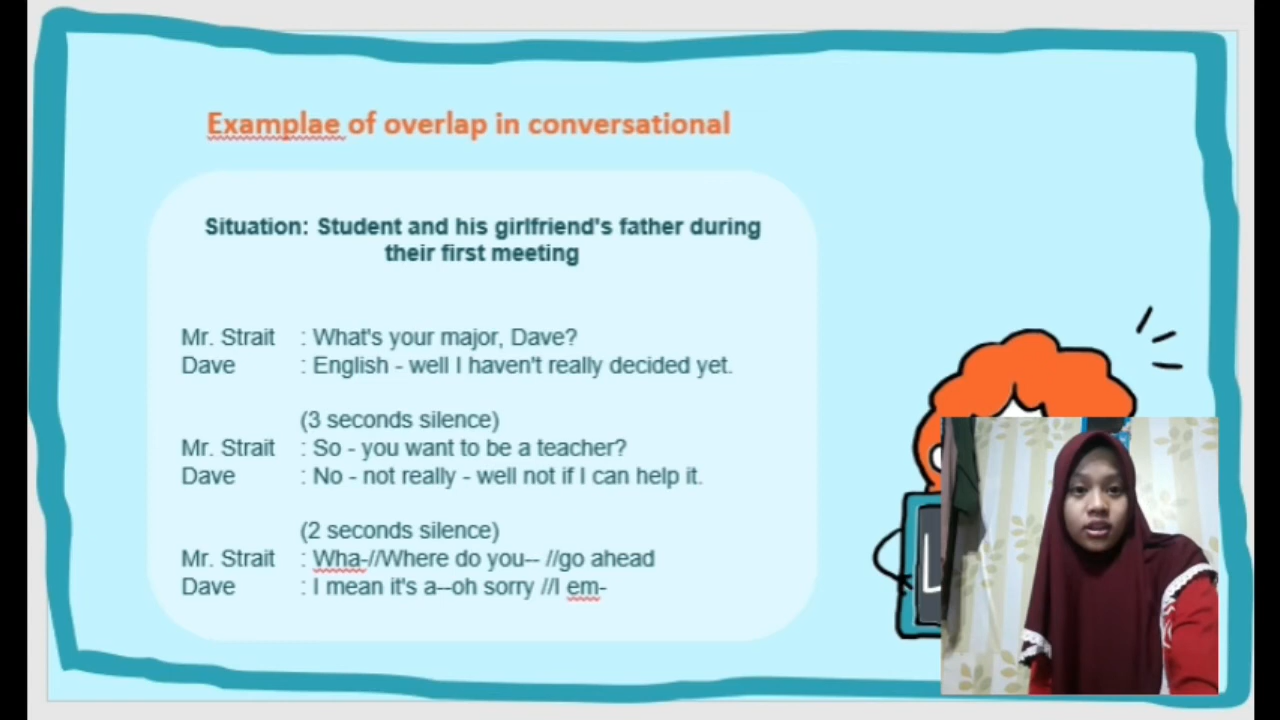 Examplae of overlap in conversational
Situation: Student and his girlfriend's father during
their first meeting
Mr. Strait : What's your major, Dave?
Dave : English - well I haven't really decided yet.
(3 seconds silence)
Mr. Strait : So - you want to be a teacher?
Dave : No - not really - well not if I can help it.
(2 seconds silence)
Mr. Strait : Wha-//Where do you-- //go ahead
Dave : I mean it's a--oh sorry //I em-